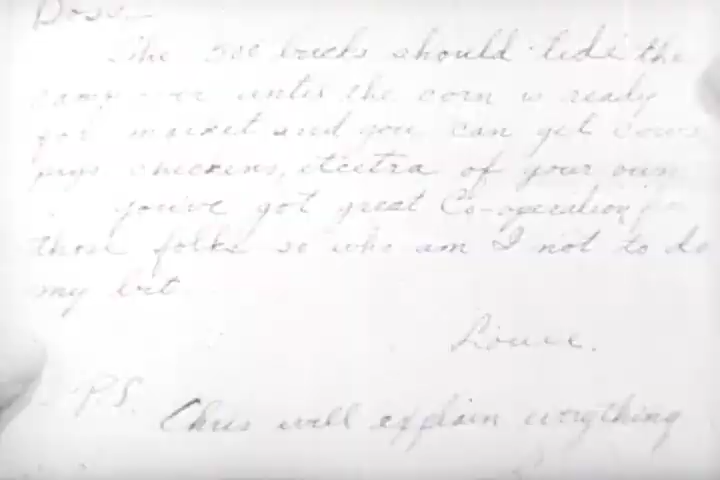 Boss—
The 500 bucks should tide the
camp over until the corn is ready
for market and you can get cows
pigs chickens, etcetra of your own
you've got great Co-operation from
those folks so who am I not to do
my bit
Louie.
P.S.
Chris will explain everything